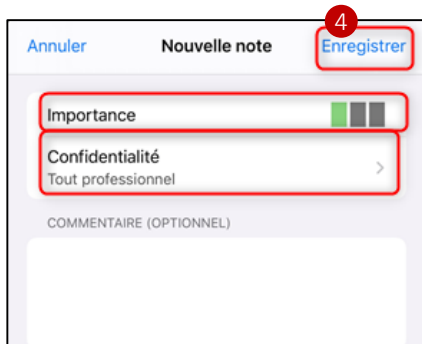 4
Annuler Nouvelle note Enregistrer
Importance
Confidentialité
Tout professionnel
COMMENTAIRE (OPTIONNEL)